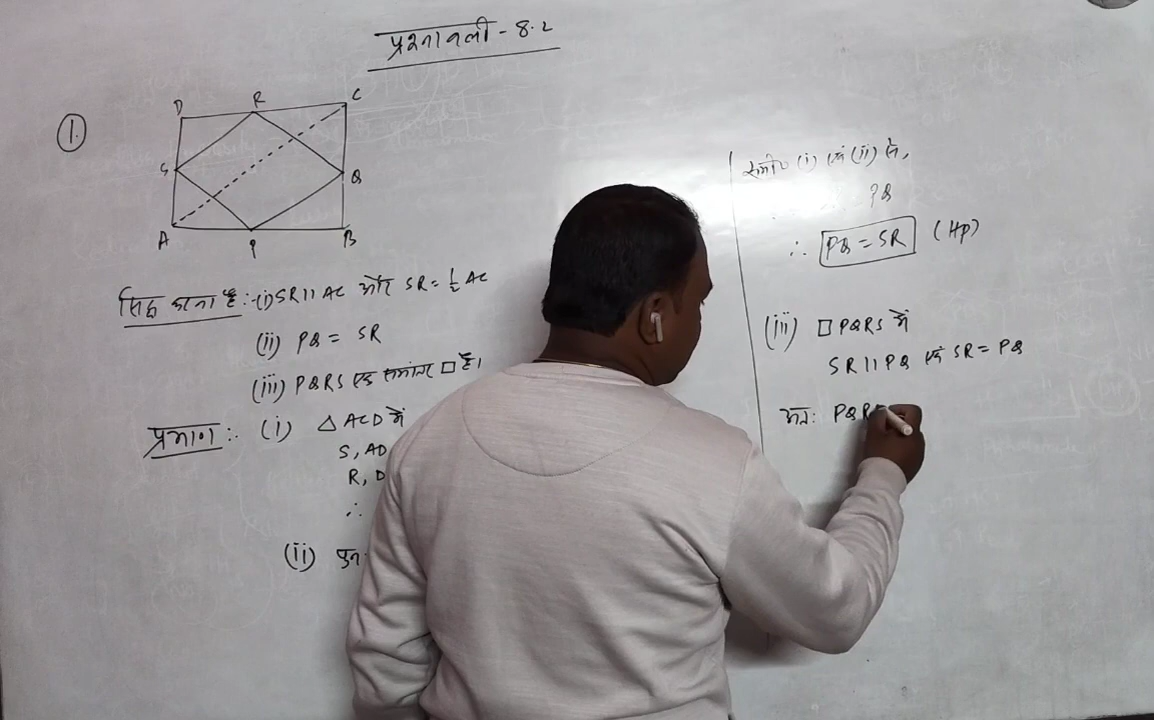 प्रश्नावली - 8.2
1.
D R C
S Q
A P B
सिद्ध करना है :- (i) SR || AC और SR = ½ AC
(ii) PQ = SR
(iii) PQRS एक समांतर □ है।
प्रमाण :- (i) △ ACD में
S, AD
R, D
∴
(ii) पुनः
समी० (i) एवं (ii) से,
PQ
∴ PQ = SR (HP)
(iii) □ PQRS में
SR || PQ एवं SR = PQ
अतः PQRS